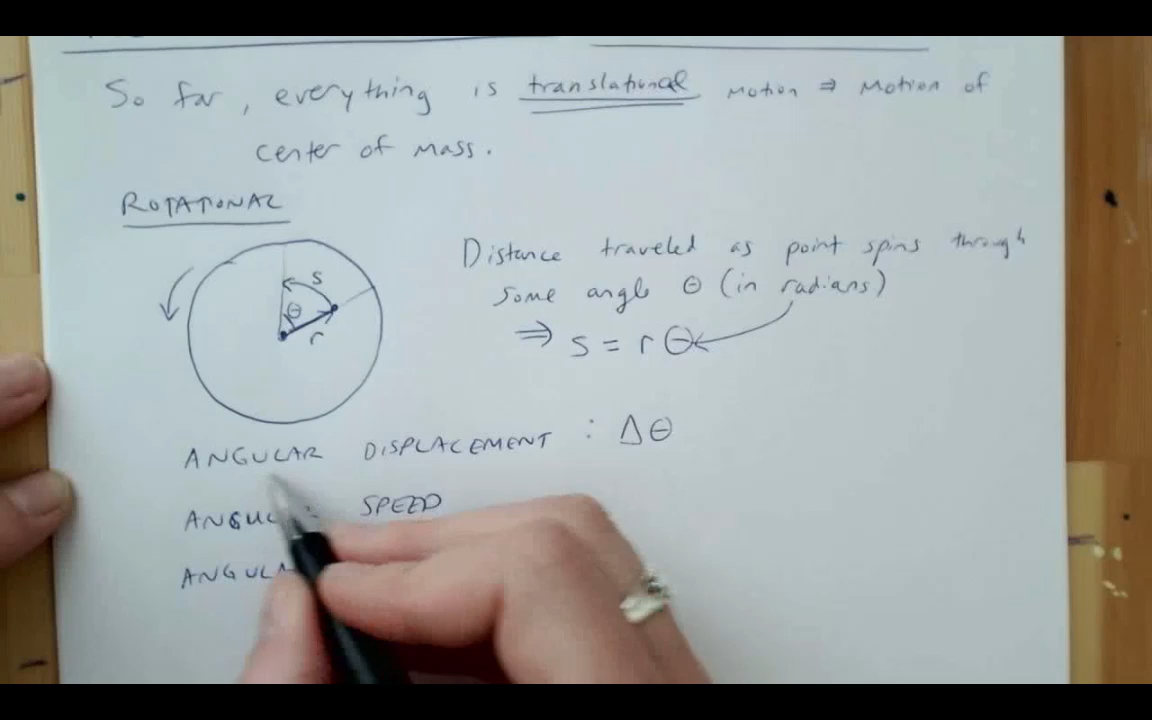 So far, everything is translational motion ⇒ motion of
center of mass.
ROTATIONAL
s
θ
r
Distance traveled as point spins through
some angle θ (in radians)
⇒ s = r θ
ANGULAR DISPLACEMENT : Δθ
SPEED